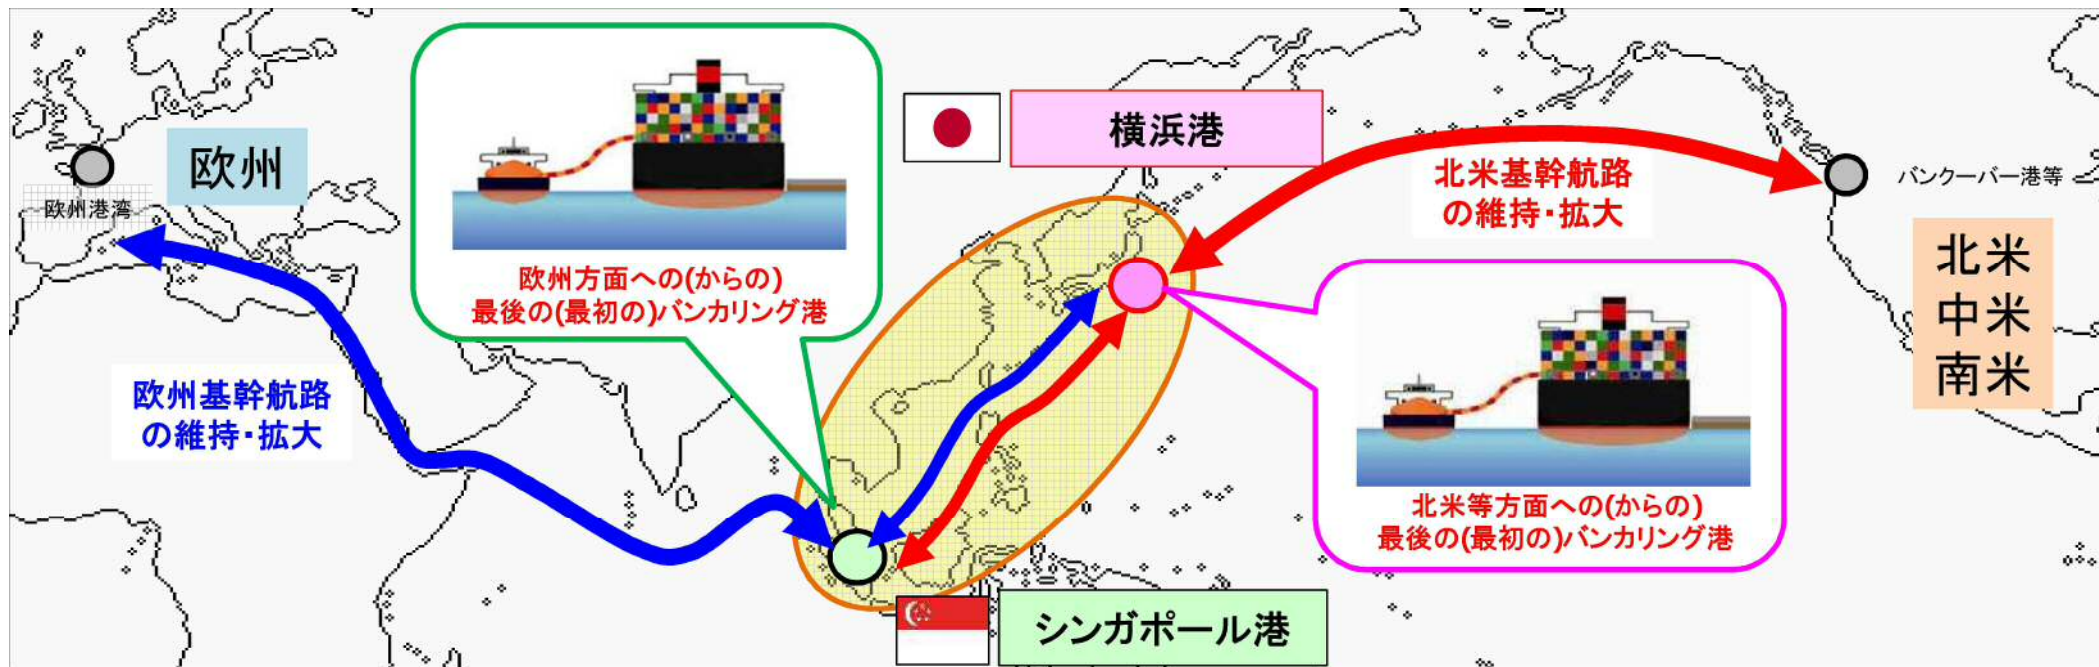 欧州
欧州港湾
欧州基幹航路
の維持・拡大
欧州方面への(からの)
最後の(最初の)バンカリング港
横浜港
北米基幹航路
の維持・拡大
バンクーバー港等
北米
中米
南米
北米等方面への(からの)
最後の(最初の)バンカリング港
シンガポール港